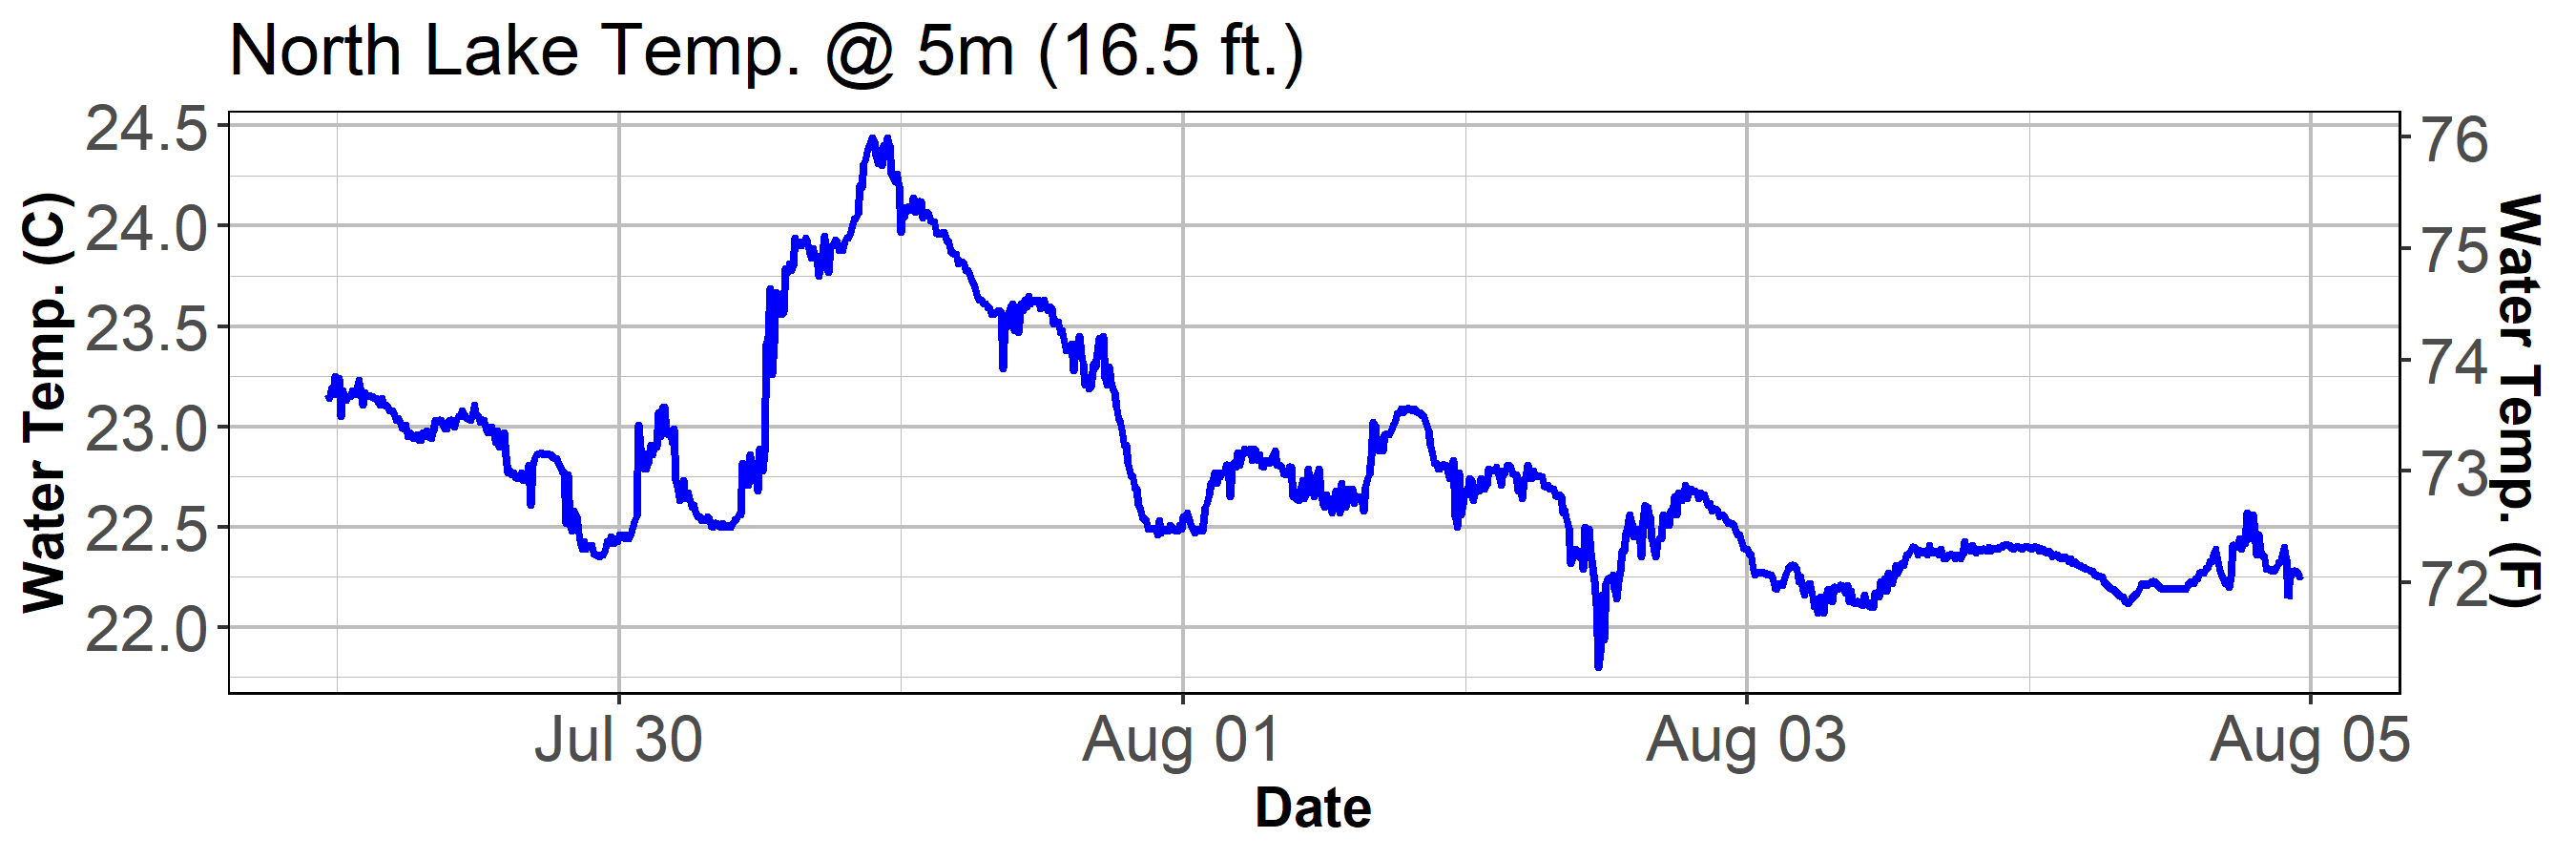 North Lake Temp. @ 5m (16.5 ft.)
Water Temp. (C)
24.5
24.0
23.5
23.0
22.5
22.0
76
75
74
73
72
Water Temp. (F)
Jul 30 Aug 01 Aug 03 Aug 05
Date